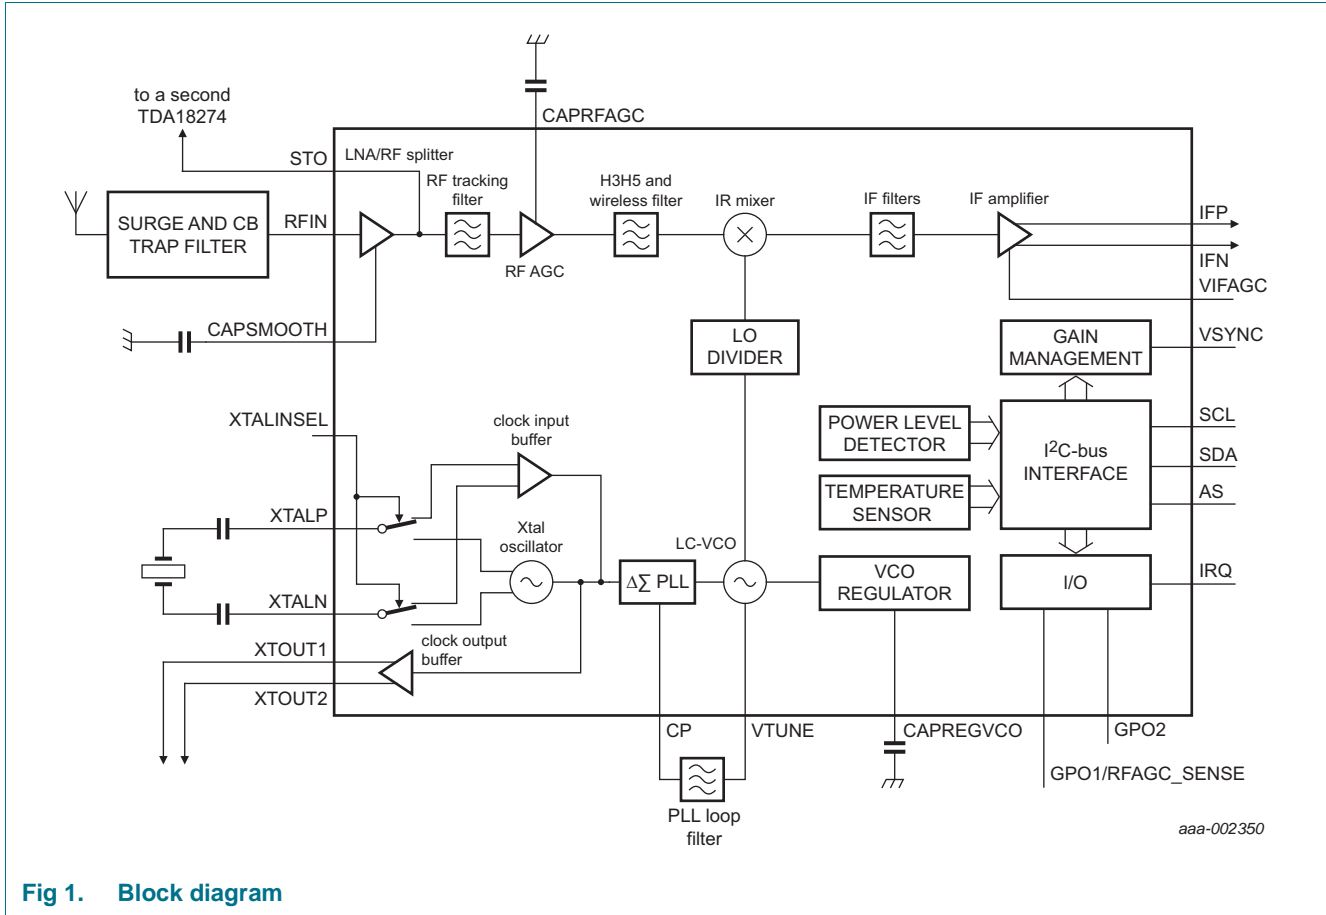 to a second
TDA18274
CAPRFAGC
STO
LNA/RF splitter
RF tracking
filter
H3H5 and
wireless filter
IR mixer
IF filters
IF amplifier
SURGE AND CB
TRAP FILTER
RFIN
RF AGC
IFP
IFN
VIFAGC
CAPSMOOTH
LO
DIVIDER
GAIN
MANAGEMENT
VSYNC
XTALINSEL
clock input
buffer
POWER LEVEL
DETECTOR
I2C-bus
INTERFACE
SCL
SDA
AS
TEMPERATURE
SENSOR
XTALP
Xtal
oscillator
LC-VCO
ΔΣ PLL
VCO
REGULATOR
I/O
IRQ
XTALN
XTOUT1
clock output
buffer
XTOUT2
CP
VTUNE
CAPREGVCO
GPO2
GPO1/RFAGC_SENSE
PLL loop
filter
aaa-002350
Fig 1. Block diagram